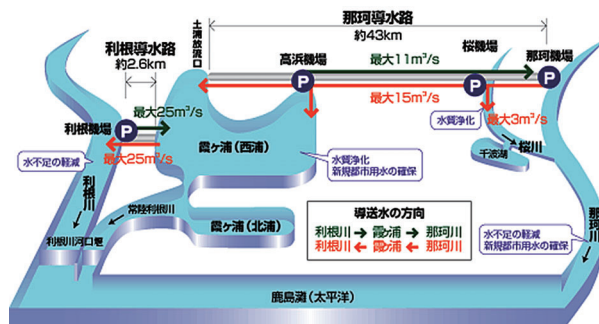 那珂導水路
約43km
土浦放流口
利根導水路
約2.6km
高浜機場
最大11m³/s
桜機場
那珂機場
P
P
P
最大25m³/s
最大15m³/s
利根機場
P
水質浄化
最大3m³/s
最大25m³/s
霞ヶ浦(西浦)
水質浄化
新規都市用水の確保
千波湖
桜川
水不足の軽減
利根川
常陸利根川
霞ヶ浦(北浦)
導送水の方向
利根川 → 霞ヶ浦 → 那珂川
利根川 ← 霞ヶ浦 ← 那珂川
水不足の軽減
新規都市用水の確保
那珂川
利根川河口堰
鹿島灘(太平洋)